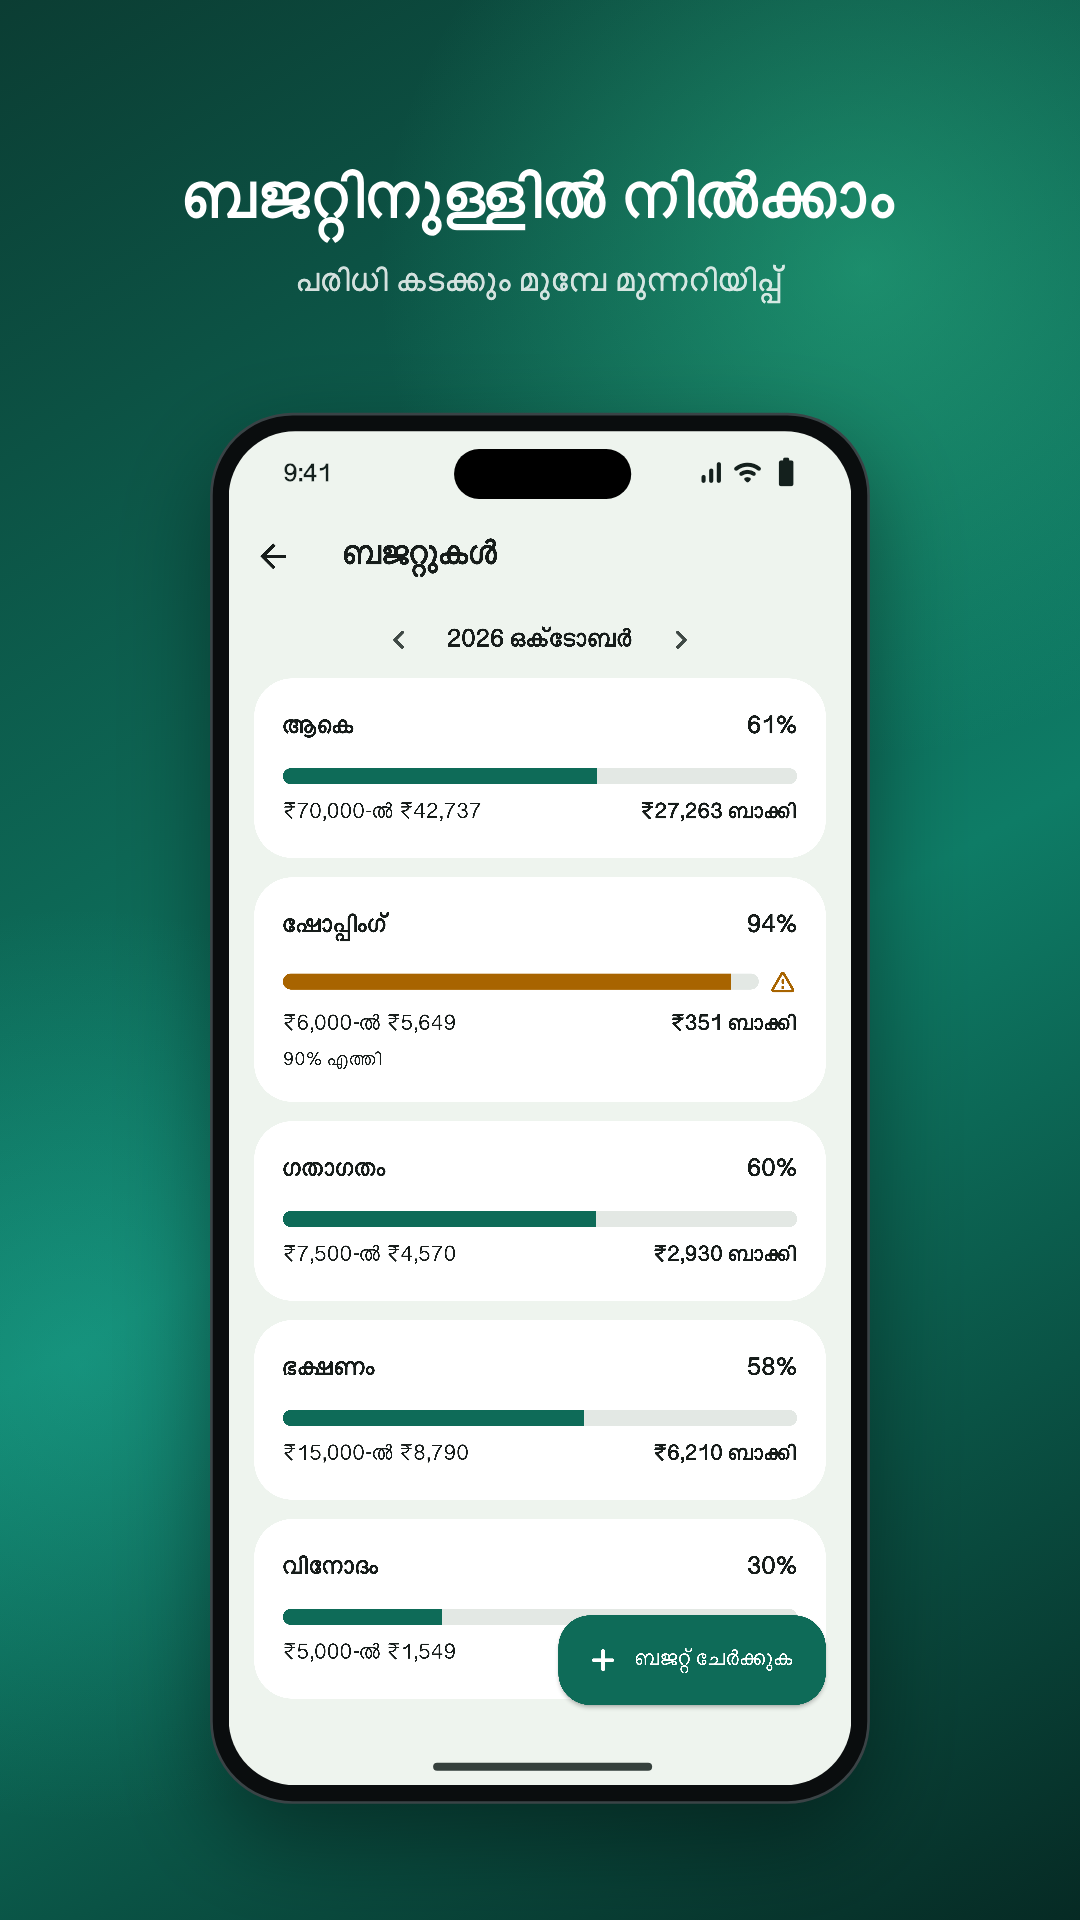 ബജറ്റിനുള്ളിൽ നിൽക്കാം
പരിധി കടക്കും മുമ്പേ മുന്നറിയിപ്പ്
9:41
ബജറ്റുകൾ
2026 ഒക്ടോബർ
ആകെ 61%
₹70,000-ൽ ₹42,737 ₹27,263 ബാക്കി
ഷോപ്പിംഗ് 94%
₹6,000-ൽ ₹5,649 ₹351 ബാക്കി
90% എത്തി
ഗതാഗതം 60%
₹7,500-ൽ ₹4,570 ₹2,930 ബാക്കി
ഭക്ഷണം 58%
₹15,000-ൽ ₹8,790 ₹6,210 ബാക്കി
വിനോദം 30%
₹5,000-ൽ ₹1,549
ബജറ്റ് ചേർക്കുക